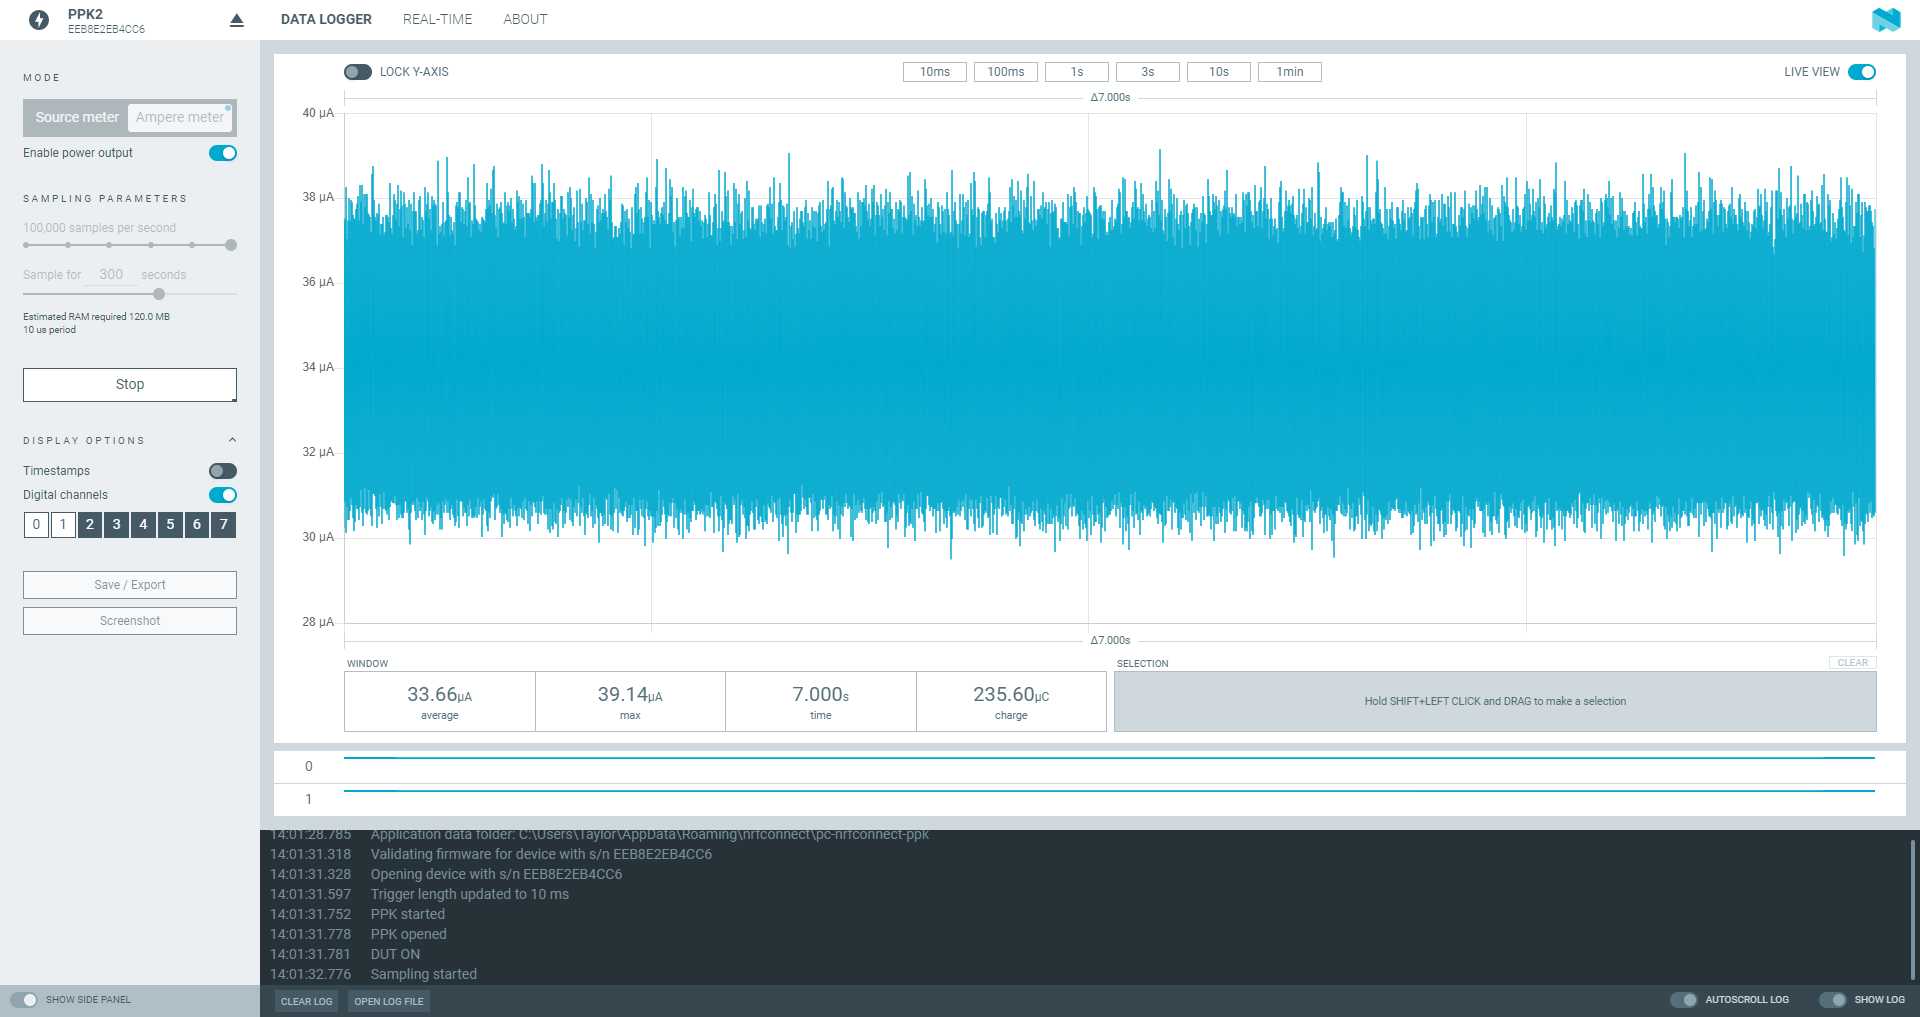 PPK2
EEB8E2EB4CC6
DATA LOGGER REAL-TIME ABOUT
MODE
Source meter Ampere meter
Enable power output
SAMPLING PARAMETERS
100,000 samples per second
Sample for 300 seconds
Estimated RAM required 120.0 MB
10 us period
Stop
DISPLAY OPTIONS
Timestamps
Digital channels
0 1 2 3 4 5 6 7
Save / Export
Screenshot
SHOW SIDE PANEL
LOCK Y-AXIS 10ms 100ms 1s 3s 10s 1min LIVE VIEW
Δ7.000s
40 µA
38 µA
36 µA
34 µA
32 µA
30 µA
28 µA
Δ7.000s
WINDOW
33.66µA 39.14µA 7.000s 235.60µC
average max time charge
SELECTION CLEAR
Hold SHIFT+LEFT CLICK and DRAG to make a selection
0
1
14:01:28.785 Application data folder: C:\Users\Taylor\AppData\Roaming\nrfconnect\pc-nrfconnect-ppk
14:01:31.318 Validating firmware for device with s/n EEB8E2EB4CC6
14:01:31.328 Opening device with s/n EEB8E2EB4CC6
14:01:31.597 Trigger length updated to 10 ms
14:01:31.752 PPK started
14:01:31.778 PPK opened
14:01:31.781 DUT ON
14:01:32.776 Sampling started
CLEAR LOG OPEN LOG FILE AUTOSCROLL LOG SHOW LOG